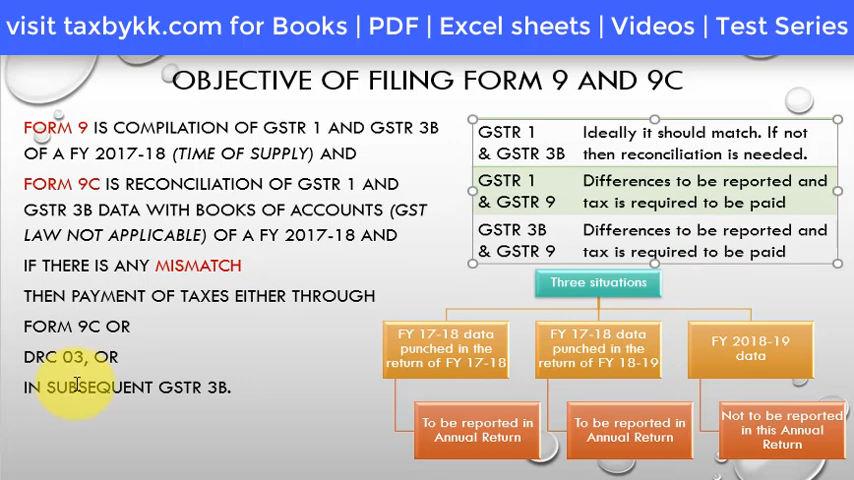 visit taxbykk.com for Books | PDF | Excel sheets | Videos | Test Series
OBJECTIVE OF FILING FORM 9 AND 9C
FORM 9 IS COMPILATION OF GSTR 1 AND GSTR 3B
OF A FY 2017-18 (TIME OF SUPPLY) AND
FORM 9C IS RECONCILIATION OF GSTR 1 AND
GSTR 3B DATA WITH BOOKS OF ACCOUNTS (GST
LAW NOT APPLICABLE) OF A FY 2017-18 AND
IF THERE IS ANY MISMATCH
THEN PAYMENT OF TAXES EITHER THROUGH
FORM 9C OR
DRC 03, OR
IN SUBSEQUENT GSTR 3B.
GSTR 1 Ideally it should match. If not
& GSTR 3B then reconciliation is needed.
GSTR 1 Differences to be reported and
& GSTR 9 tax is required to be paid
GSTR 3B Differences to be reported and
& GSTR 9 tax is required to be paid
Three situations
FY 17-18 data
punched in the
return of FY 17-18
FY 17-18 data
punched in the
return of FY 18-19
FY 2018-19
data
To be reported in
Annual Return
To be reported in
Annual Return
Not to be reported
in this Annual
Return